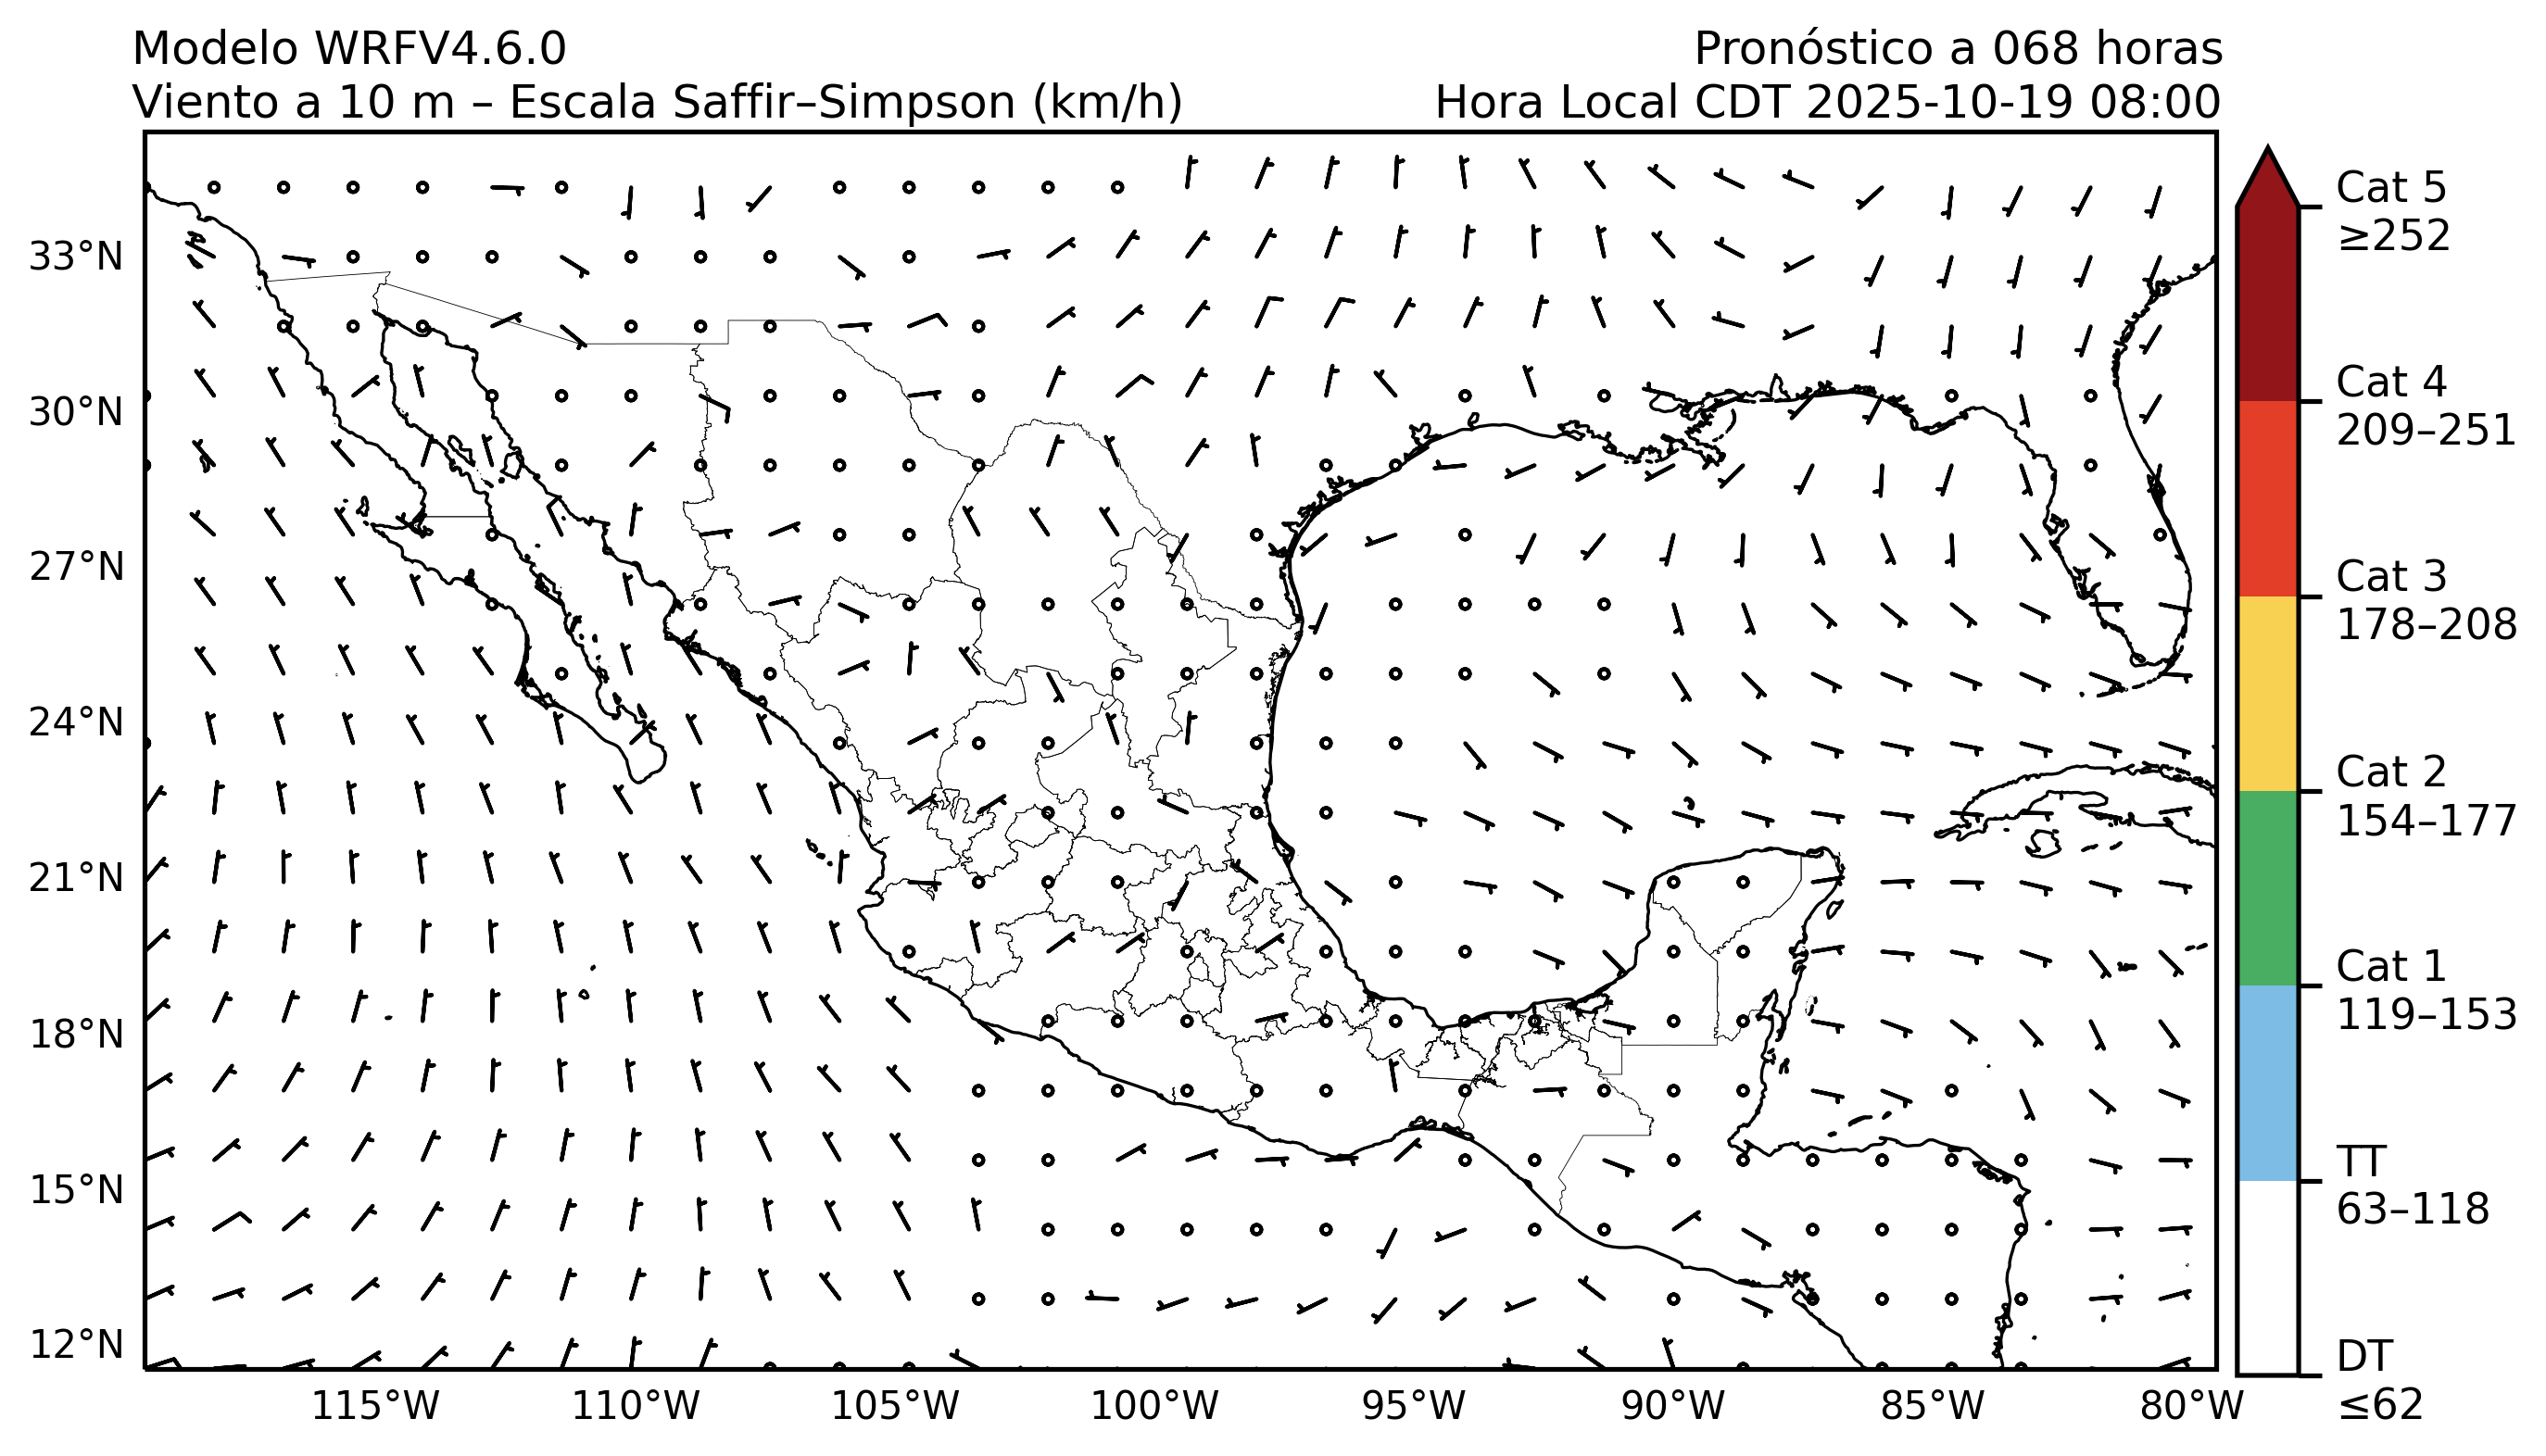 Modelo WRFV4.6.0
Pronóstico a 068 horas
Viento a 10 m – Escala Saffir–Simpson (km/h)
Hora Local CDT 2025-10-19 08:00
33°N
30°N
27°N
24°N
21°N
18°N
15°N
12°N
115°W
110°W
105°W
100°W
95°W
90°W
85°W
80°W
Cat 5
≥252
Cat 4
209–251
Cat 3
178–208
Cat 2
154–177
Cat 1
119–153
TT
63–118
DT
≤62